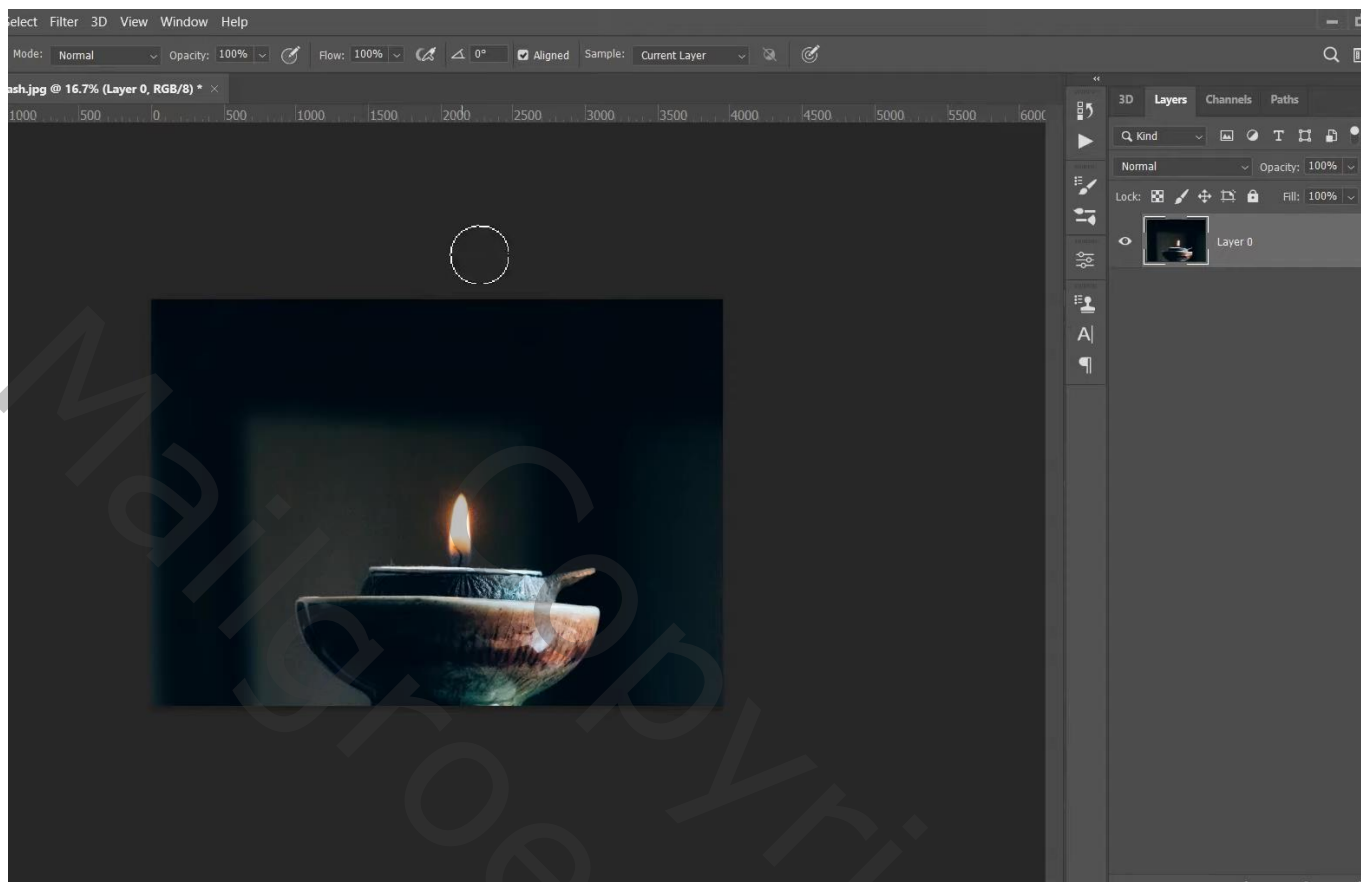 Select Filter 3D View Window Help
Mode: Normal Opacity: 100% Flow: 100% 0° Aligned Sample: Current Layer
ash.jpg @ 16.7% (Layer 0, RGB/8) * ×
1000 500 0 500 1000 1500 2000 2500 3000 3500 4000 4500 5000 5500 6000
3D Layers Channels Paths
Kind
Normal Opacity: 100%
Lock: Fill: 100%
Layer 0